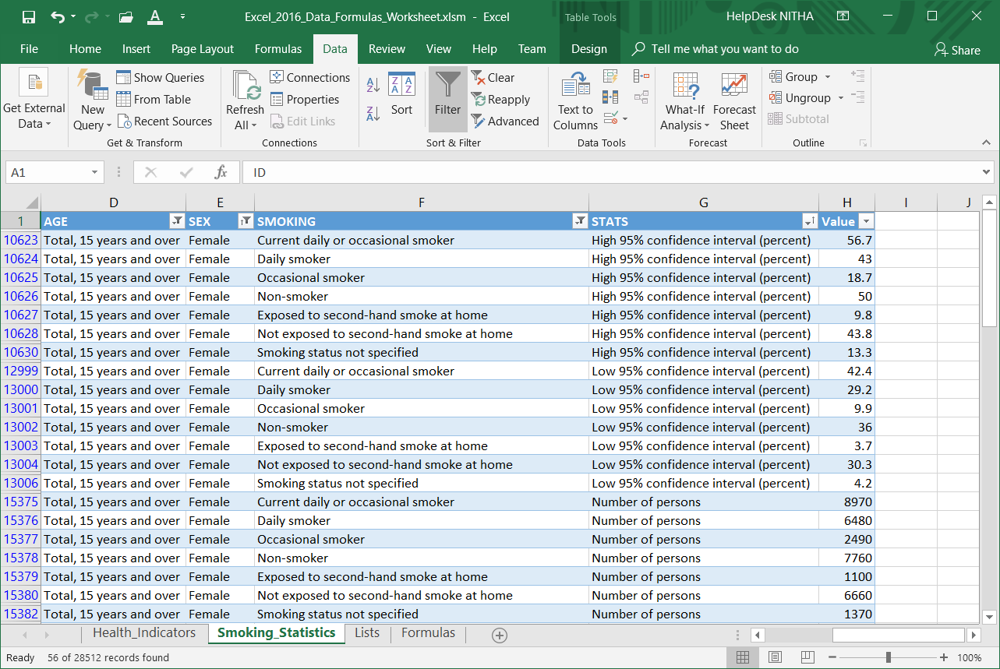 Excel_2016_Data_Formulas_Worksheet.xlsm - Excel
Table Tools
HelpDesk NITHA
File Home Insert Page Layout Formulas Data Review View Help Team Design Tell me what you want to do Share
Get External Data
New Query
Show Queries
From Table
Recent Sources
Get & Transform
Refresh All
Connections
Properties
Edit Links
Connections
Sort
Filter
Clear
Reapply
Advanced
Sort & Filter
Text to Columns
Data Tools
What-If Analysis
Forecast Sheet
Forecast
Group
Ungroup
Subtotal
Outline
A1 fx ID
D E F G H I J
1 AGE SEX SMOKING STATS Value
10623 Total, 15 years and over Female Current daily or occasional smoker High 95% confidence interval (percent) 56.7
10624 Total, 15 years and over Female Daily smoker High 95% confidence interval (percent) 43
10625 Total, 15 years and over Female Occasional smoker High 95% confidence interval (percent) 18.7
10626 Total, 15 years and over Female Non-smoker High 95% confidence interval (percent) 50
10627 Total, 15 years and over Female Exposed to second-hand smoke at home High 95% confidence interval (percent) 9.8
10628 Total, 15 years and over Female Not exposed to second-hand smoke at home High 95% confidence interval (percent) 43.8
10630 Total, 15 years and over Female Smoking status not specified High 95% confidence interval (percent) 13.3
12999 Total, 15 years and over Female Current daily or occasional smoker Low 95% confidence interval (percent) 42.4
13000 Total, 15 years and over Female Daily smoker Low 95% confidence interval (percent) 29.2
13001 Total, 15 years and over Female Occasional smoker Low 95% confidence interval (percent) 9.9
13002 Total, 15 years and over Female Non-smoker Low 95% confidence interval (percent) 36
13003 Total, 15 years and over Female Exposed to second-hand smoke at home Low 95% confidence interval (percent) 3.7
13004 Total, 15 years and over Female Not exposed to second-hand smoke at home Low 95% confidence interval (percent) 30.3
13006 Total, 15 years and over Female Smoking status not specified Low 95% confidence interval (percent) 4.2
15375 Total, 15 years and over Female Current daily or occasional smoker Number of persons 8970
15376 Total, 15 years and over Female Daily smoker Number of persons 6480
15377 Total, 15 years and over Female Occasional smoker Number of persons 2490
15378 Total, 15 years and over Female Non-smoker Number of persons 7760
15379 Total, 15 years and over Female Exposed to second-hand smoke at home Number of persons 1100
15380 Total, 15 years and over Female Not exposed to second-hand smoke at home Number of persons 6660
15382 Total, 15 years and over Female Smoking status not specified Number of persons 1370
Health_Indicators Smoking_Statistics Lists Formulas
Ready 56 of 28512 records found 100%